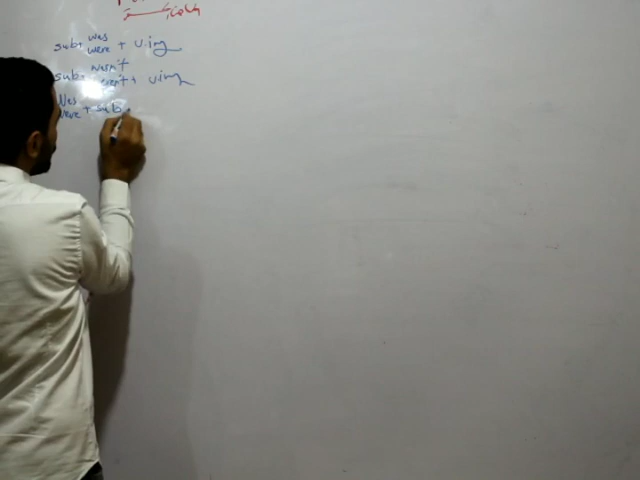 sub+ was were + v.ing
sub+ wasn't weren't + v.ing
Was Were + sub